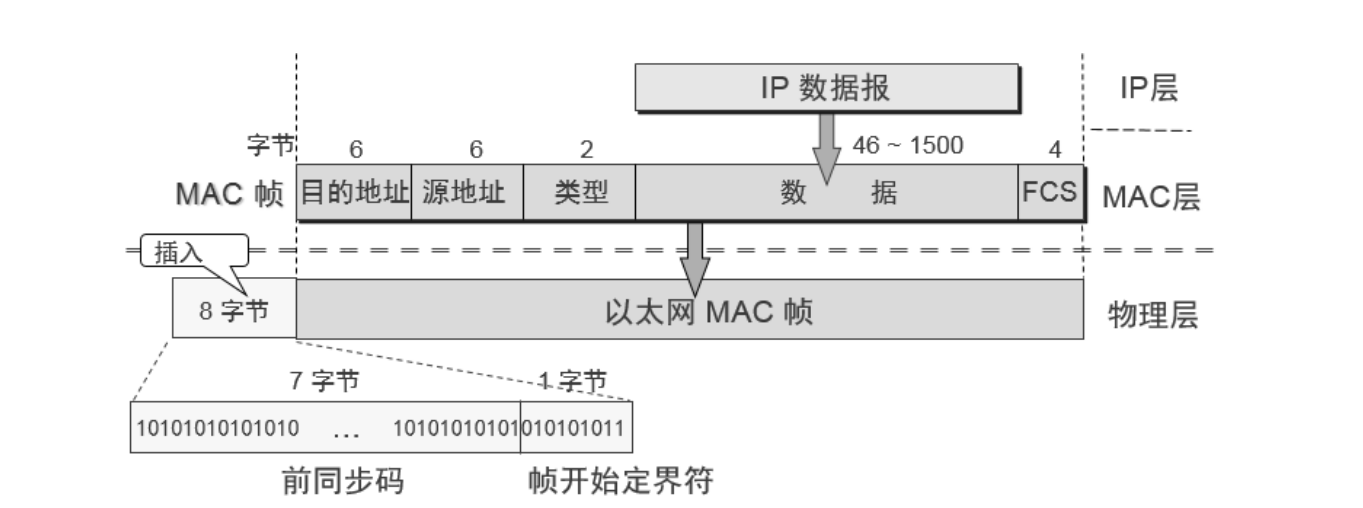 IP 数据报
IP层
字节
6
6
2
46 ~ 1500
4
MAC 帧
目的地址
源地址
类型
数 据
FCS
MAC层
插入
8 字节
以太网 MAC 帧
物理层
7 字节
1 字节
10101010101010 … 10101010101
010101011
前同步码
帧开始定界符